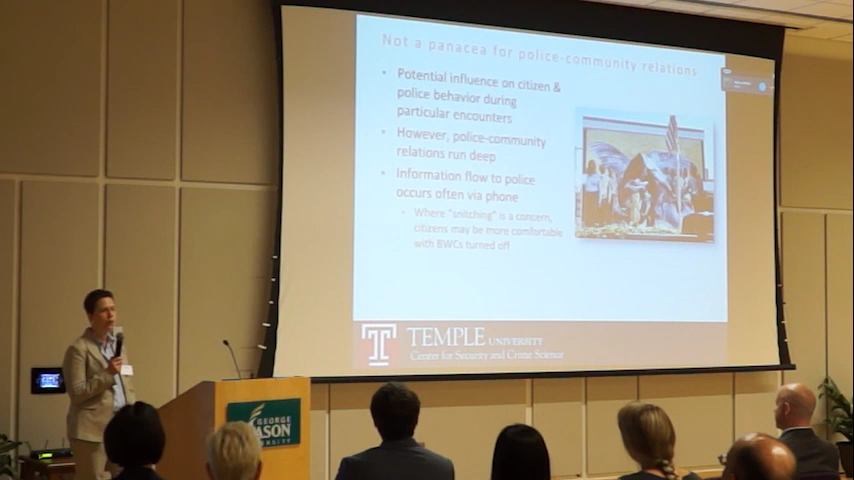 Not a panacea for police-community relations
• Potential influence on citizen &
police behavior during
particular encounters
• However, police-community
relations run deep
• Information flow to police
occurs often via phone
• Where "snitching" is a concern,
citizens may be more comfortable
with BWCs turned off
T TEMPLE UNIVERSITY
Center for Security and Crime Science
GEORGE
MASON
UNIVERSITY